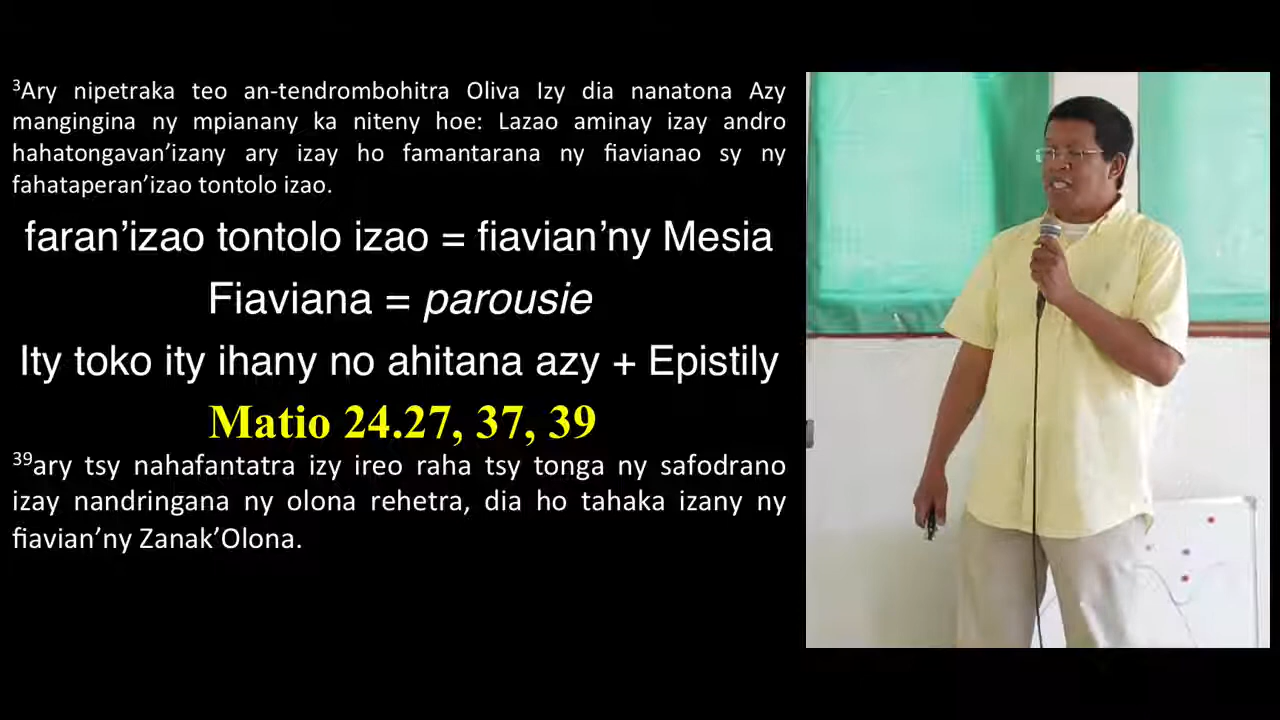 ³Ary nipetraka teo an-tendrombohitra Oliva Izy dia nanatona Azy
mangingina ny mpianany ka niteny hoe: Lazao aminay izay andro
hahatongavan’izany ary izay ho famantarana ny fiavianao sy ny
fahataperan’izao tontolo izao.
faran’izao tontolo izao = fiavian’ny Mesia
Fiaviana = parousie
Ity toko ity ihany no ahitana azy + Epistily
Matio 24.27, 37, 39
³⁹ary tsy nahafantatra izy ireo raha tsy tonga ny safodrano
izay nandringana ny olona rehetra, dia ho tahaka izany ny
fiavian’ny Zanak’Olona.